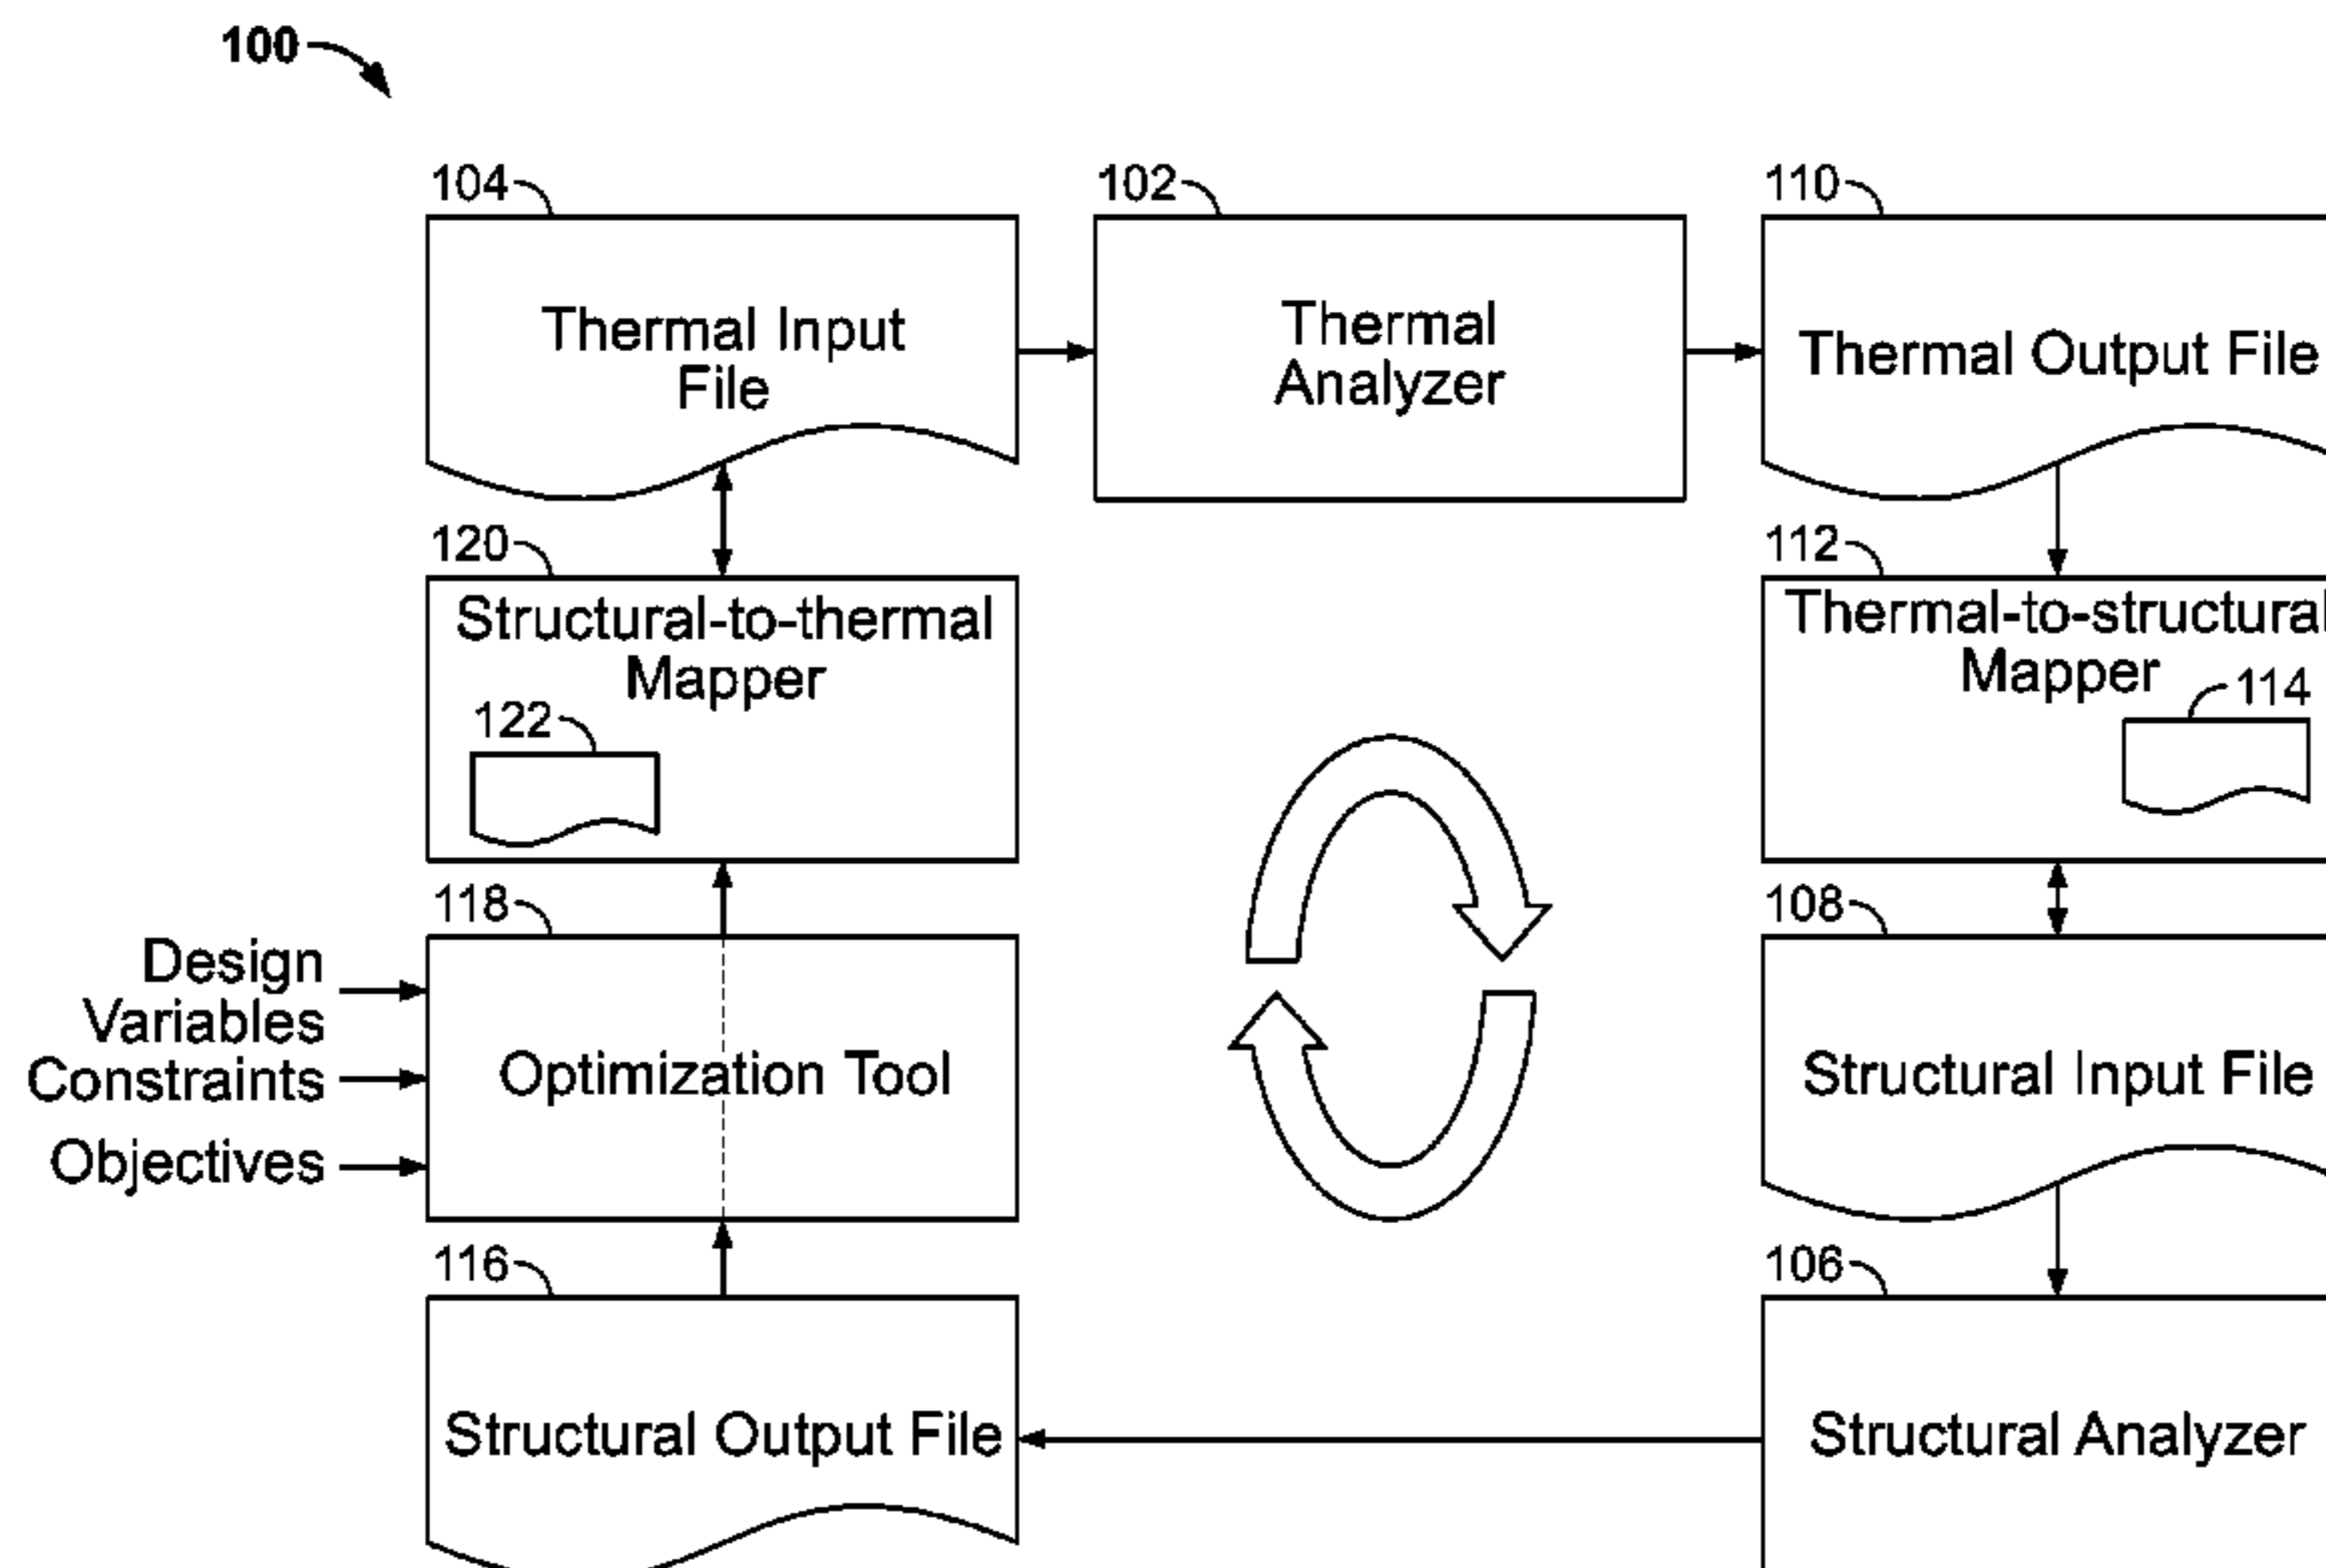 100
104
102
110
Thermal Input
File
Thermal
Analyzer
Thermal Output File
120
112
Structural-to-thermal
Mapper
Thermal-to-structural
Mapper
122
114
118
108
Design
Variables
Constraints
Objectives
Optimization Tool
Structural Input File
116
106
Structural Output File
Structural Analyzer